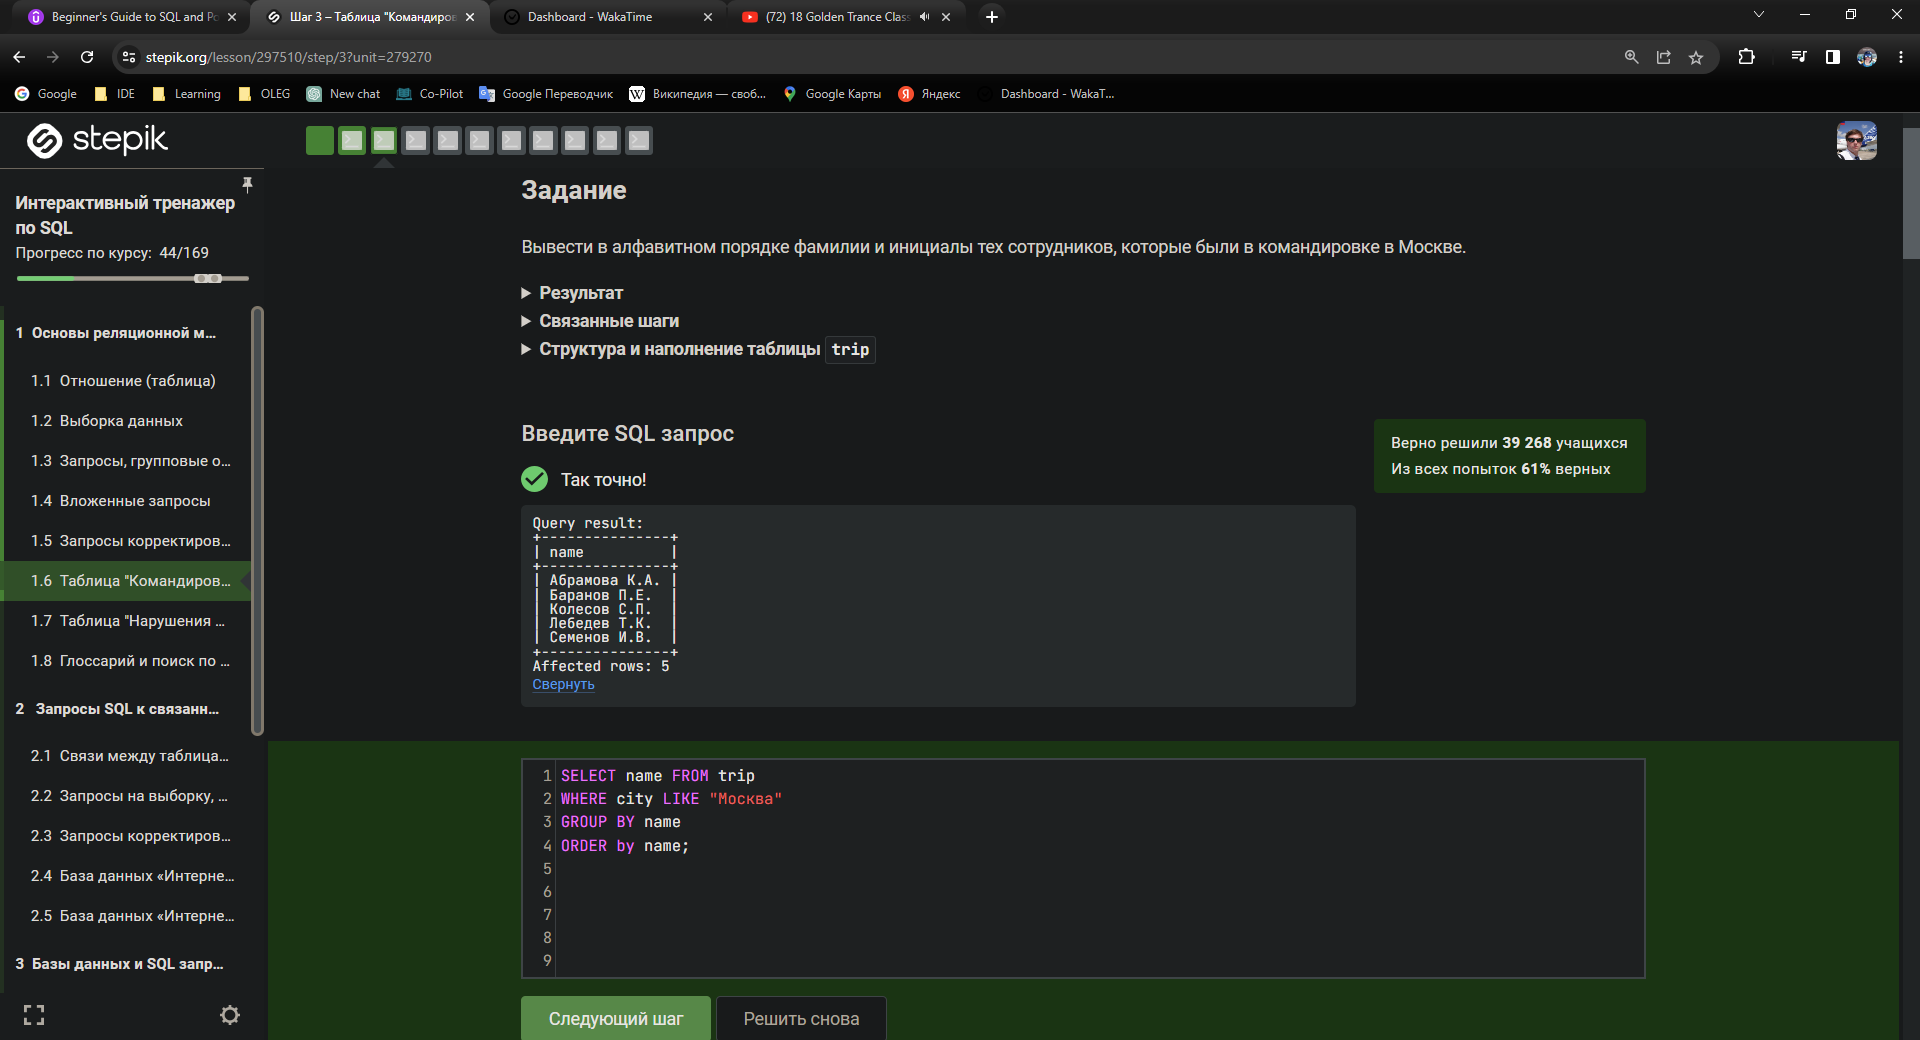 Beginner's Guide to SQL and Po
Шаг 3 – Таблица "Командиров
Dashboard - WakaTime
(72) 18 Golden Trance Clas
stepik.org/lesson/297510/step/3?unit=279270
Google
IDE
Learning
OLEG
New chat
Co-Pilot
Google Переводчик
Википедия — своб...
Google Карты
Яндекс
Dashboard - WakaT...
stepik
Интерактивный тренажер
по SQL
Прогресс по курсу: 44/169
1 Основы реляционной м...
1.1 Отношение (таблица)
1.2 Выборка данных
1.3 Запросы, групповые о...
1.4 Вложенные запросы
1.5 Запросы корректиров...
1.6 Таблица "Командиров...
1.7 Таблица "Нарушения ...
1.8 Глоссарий и поиск по ...
2 Запросы SQL к связанн...
2.1 Связи между таблица...
2.2 Запросы на выборку, ...
2.3 Запросы корректиров...
2.4 База данных «Интерне...
2.5 База данных «Интерне...
3 Базы данных и SQL запр...
Задание
Вывести в алфавитном порядке фамилии и инициалы тех сотрудников, которые были в командировке в Москве.
Результат
Связанные шаги
Структура и наполнение таблицы trip
Введите SQL запрос
Так точно!
Верно решили 39 268 учащихся
Из всех попыток 61% верных
Query result:
+---------------+
| name          |
+---------------+
| Абрамова К.А. |
| Баранов П.Е.  |
| Колесов С.П.  |
| Лебедев Т.К.  |
| Семенов И.В.  |
+---------------+
Affected rows: 5
Свернуть
1 SELECT name FROM trip
2 WHERE city LIKE "Москва"
3 GROUP BY name
4 ORDER by name;
5
6
7
8
9
Следующий шаг
Решить снова